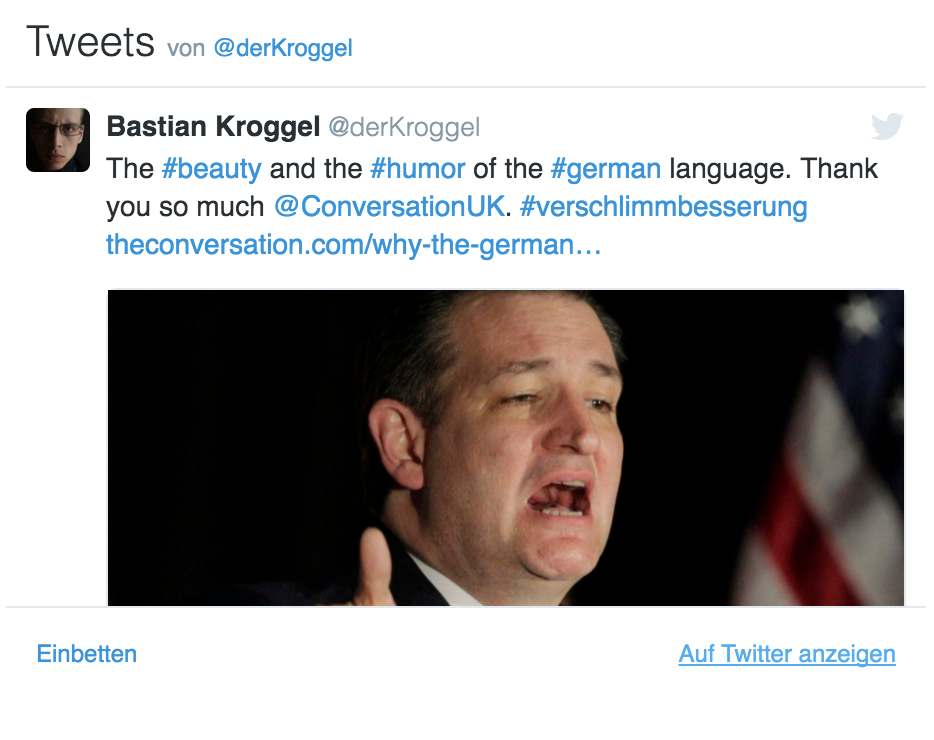 Tweets von @derKroggel
Bastian Kroggel @derKroggel
The #beauty and the #humor of the #german language. Thank
you so much @ConversationUK. #verschlimmbesserung
theconversation.com/why-the-german…
Einbetten
Auf Twitter anzeigen